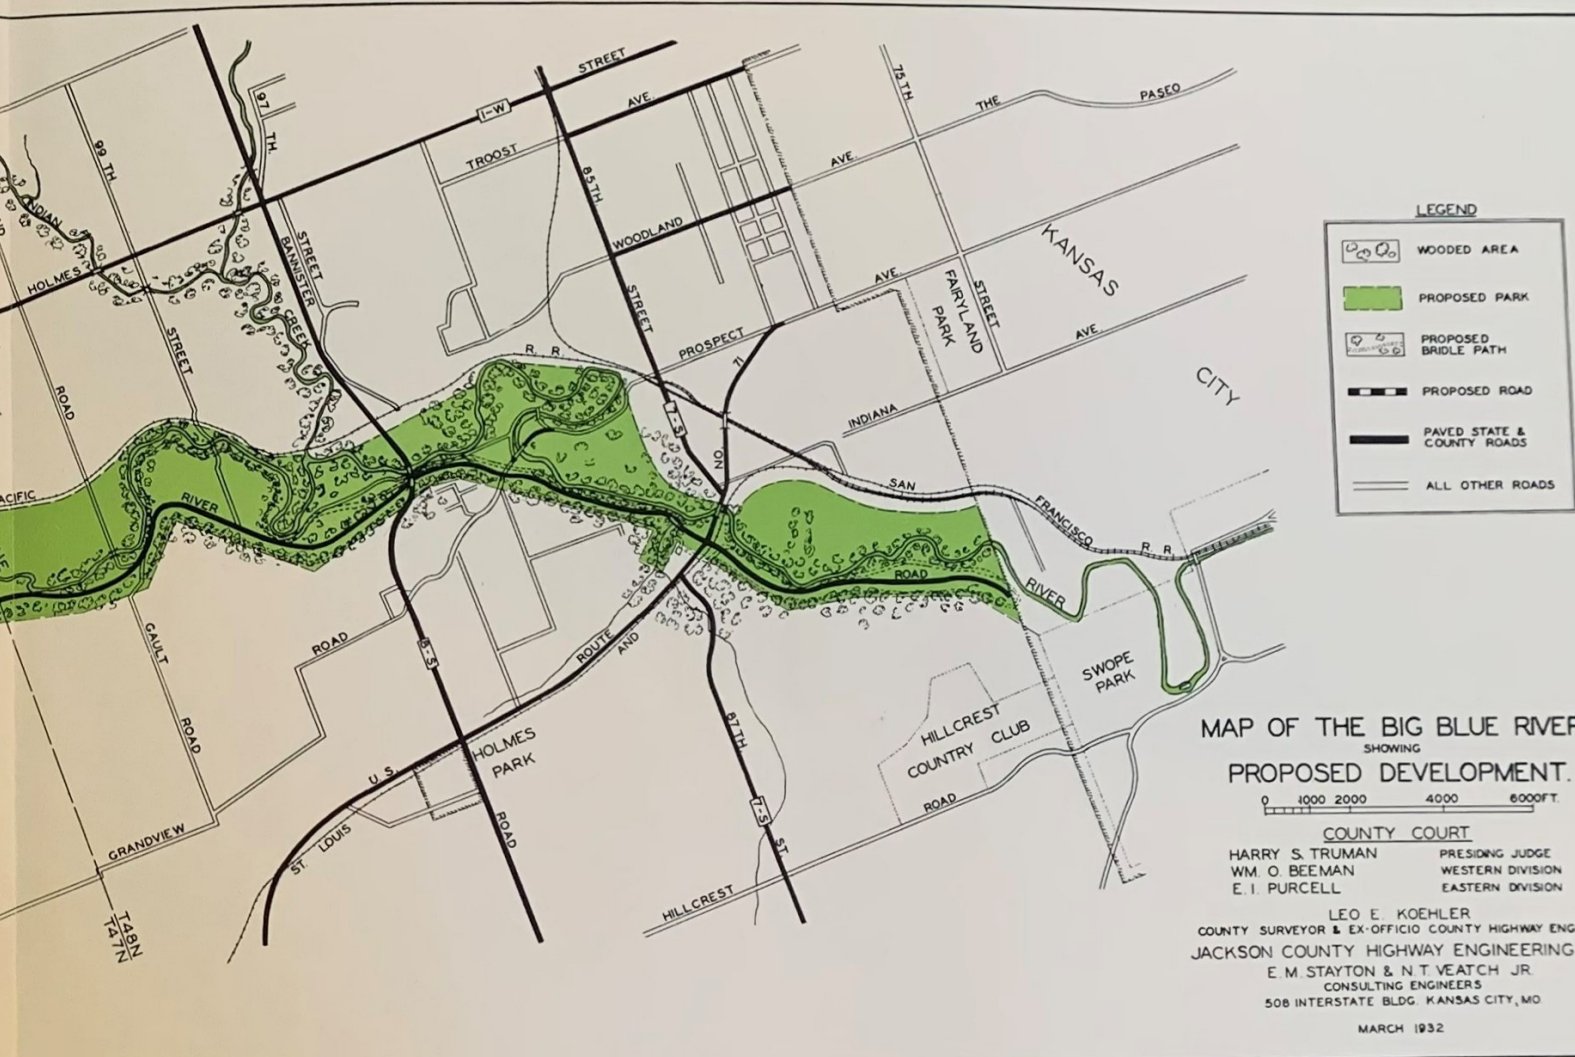 STREET
1-W
AVE.
TROOST
75TH
THE
PASEO
97
TH.
99 TH
85TH
AVE.
INDIAN
WOODLAND
STREET
BANNISTER
HOLMES
KANSAS
AVE.
FAIRYLAND
PARK
STREET
STREET
CREEK
STREET
PROSPECT
71
R. R.
AVE
CITY
ROAD
7-S
INDIANA
NO.
SAN
FRANCISCO
R. R.
ACIFIC
RIVER
ROAD
RIVER
GAULT
ROAD
ROAD
8-S
ROUTE
AND
SWOPE
PARK
87TH.
HILLCREST
COUNTRY CLUB
HOLMES
PARK
U. S.
ROAD
ST. LOUIS
ROAD
7-S
ST.
GRANDVIEW
HILLCREST
T48N
T47N
LEGEND
WOODED AREA
PROPOSED PARK
PROPOSED
BRIDLE PATH
PROPOSED ROAD
PAVED STATE &
COUNTY ROADS
ALL OTHER ROADS
MAP OF THE BIG BLUE RIVER
SHOWING
PROPOSED DEVELOPMENT.
0 1000 2000 4000 6000FT.
COUNTY COURT
HARRY S. TRUMAN PRESIDING JUDGE
WM. O. BEEMAN WESTERN DIVISION
E. I. PURCELL EASTERN DIVISION
LEO E. KOEHLER
COUNTY SURVEYOR & EX-OFFICIO COUNTY HIGHWAY ENG
JACKSON COUNTY HIGHWAY ENGINEERING
E. M. STAYTON & N. T. VEATCH JR.
CONSULTING ENGINEERS
508 INTERSTATE BLDG. KANSAS CITY, MO.
MARCH 1932